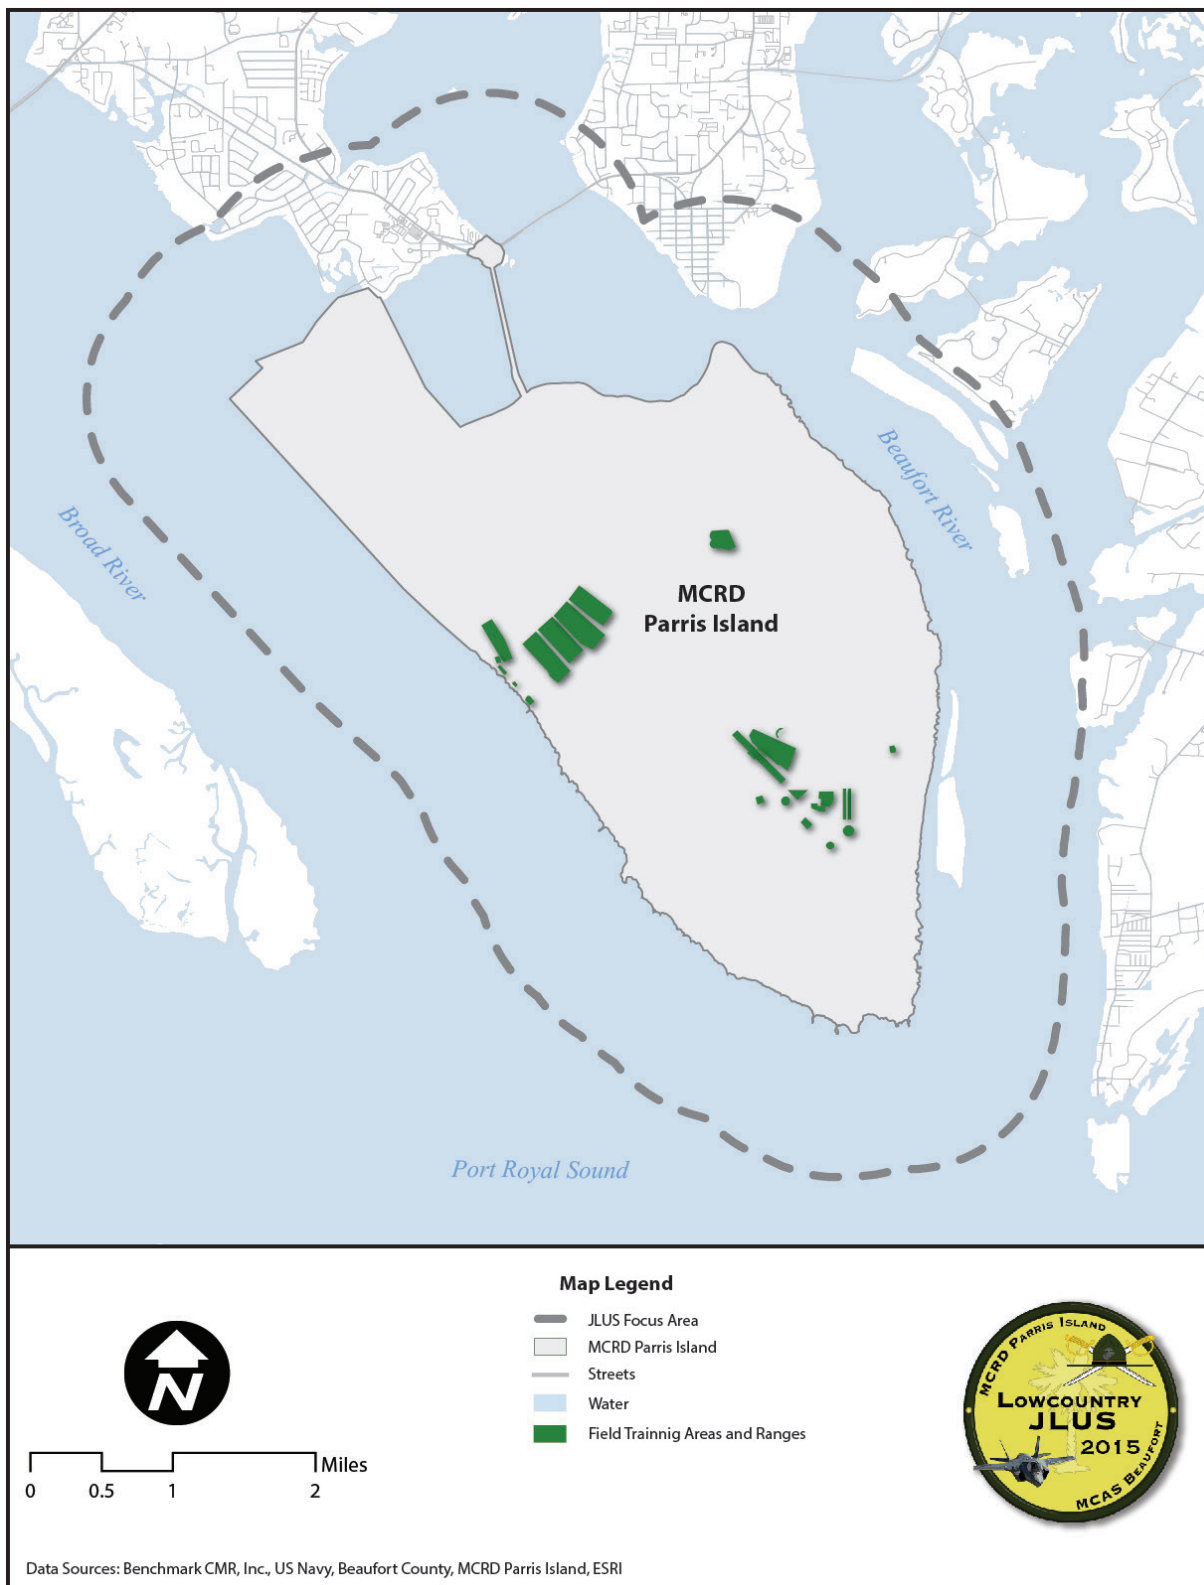 Broad River
Beaufort River
MCRD
Parris Island
Port Royal Sound
Map Legend
JLUS Focus Area
MCRD Parris Island
Streets
Water
Field Trainnig Areas and Ranges
N
Miles
0 0.5 1 2
MCRD Parris Island
Lowcountry
JLUS
2015
MCAS Beaufort
Data Sources: Benchmark CMR, Inc., US Navy, Beaufort County, MCRD Parris Island, ESRI